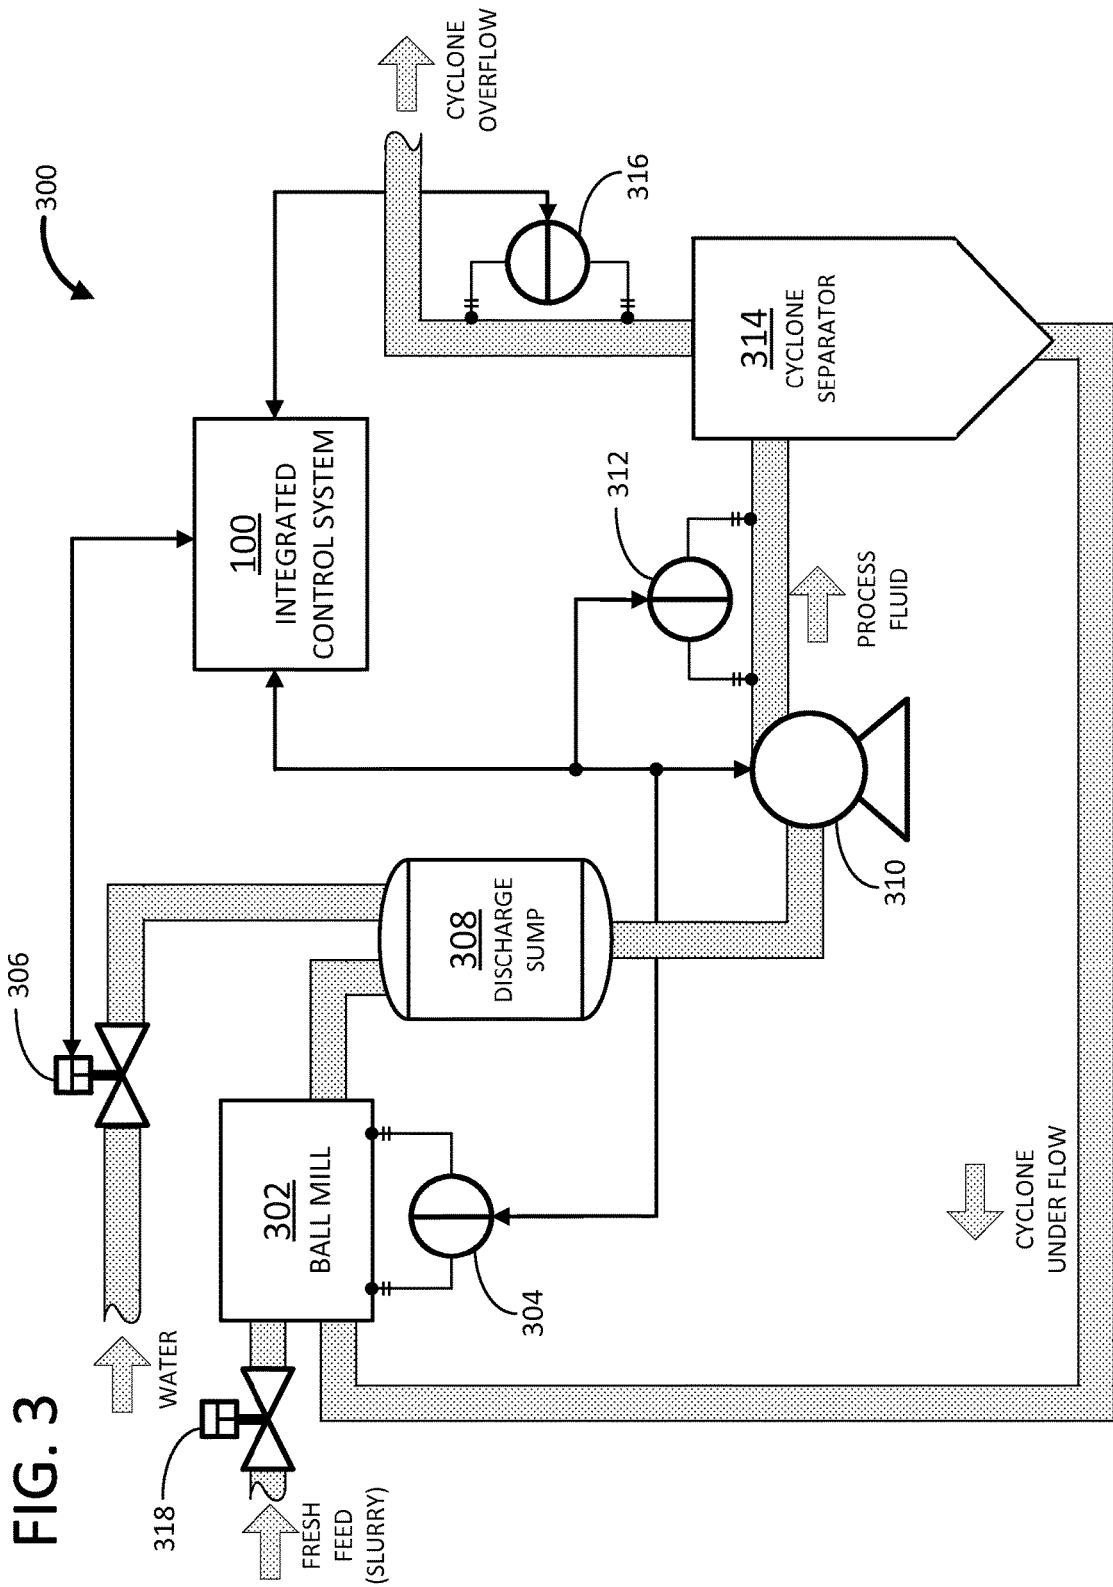 FIG. 3
300
306
WATER
318
FRESH
FEED
(SLURRY)
302
BALL MILL
304
308
DISCHARGE
SUMP
310
100
INTEGRATED
CONTROL SYSTEM
312
PROCESS
FLUID
314
CYCLONE
SEPARATOR
316
CYCLONE
OVERFLOW
CYCLONE
UNDER FLOW